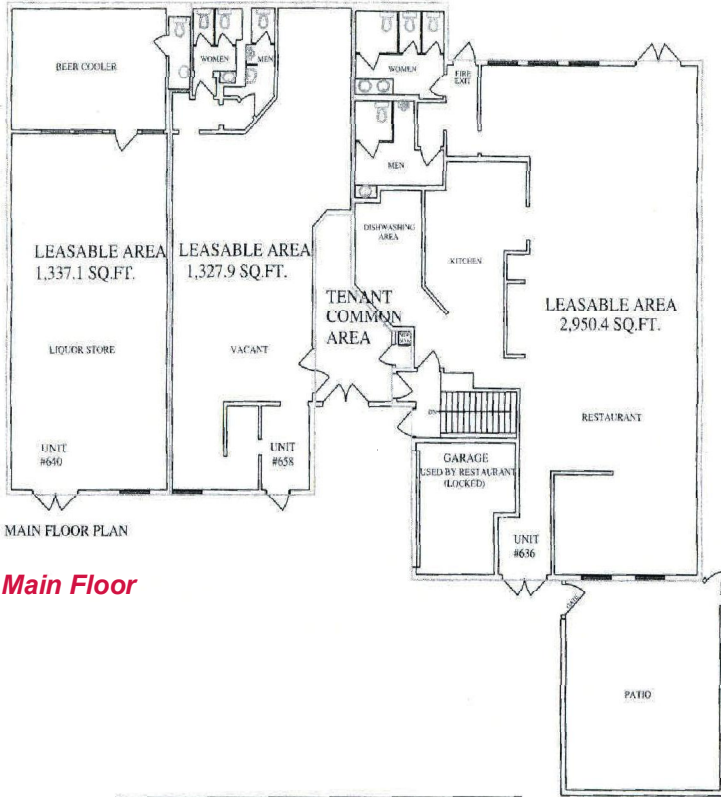 BEER COOLER
WOMEN
MEN
WOMEN
FIRE
EXIT
MEN
DISHWASHING
AREA
KITCHEN
LEASABLE AREA
1,337.1 SQ.FT.
LEASABLE AREA
1,327.9 SQ.FT.
TENANT
COMMON
AREA
LEASABLE AREA
2,950.4 SQ.FT.
LIQUOR STORE
VACANT
RESTAURANT
DN
UNIT
#640
UNIT
#658
GARAGE
USED BY RESTAURANT
(LOCKED)
UNIT
#636
MAIN FLOOR PLAN
Main Floor
GATE
PATIO